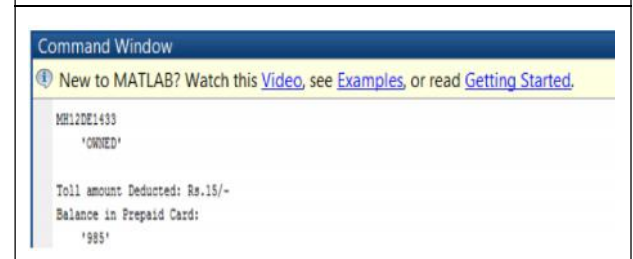 Command Window
New to MATLAB? Watch this Video, see Examples, or read Getting Started.
MH12DE1433
'OWNED'
Toll amount Deducted: Rs.15/-
Balance in Prepaid Card:
'985'